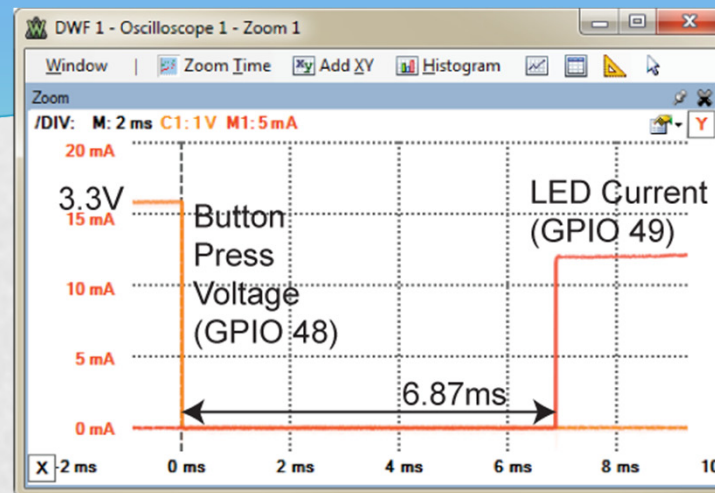 DWF 1 - Oscilloscope 1 - Zoom 1
Window | Zoom Time Add XY Histogram
Zoom
/DIV: M: 2 ms C1: 1 V M1: 5 mA Y
20 mA
3.3V
15 mA
10 mA
5 mA
0 mA
Button
Press
Voltage
(GPIO 48)
LED Current
(GPIO 49)
6.87ms
X -2 ms 0 ms 2 ms 4 ms 6 ms 8 ms 10